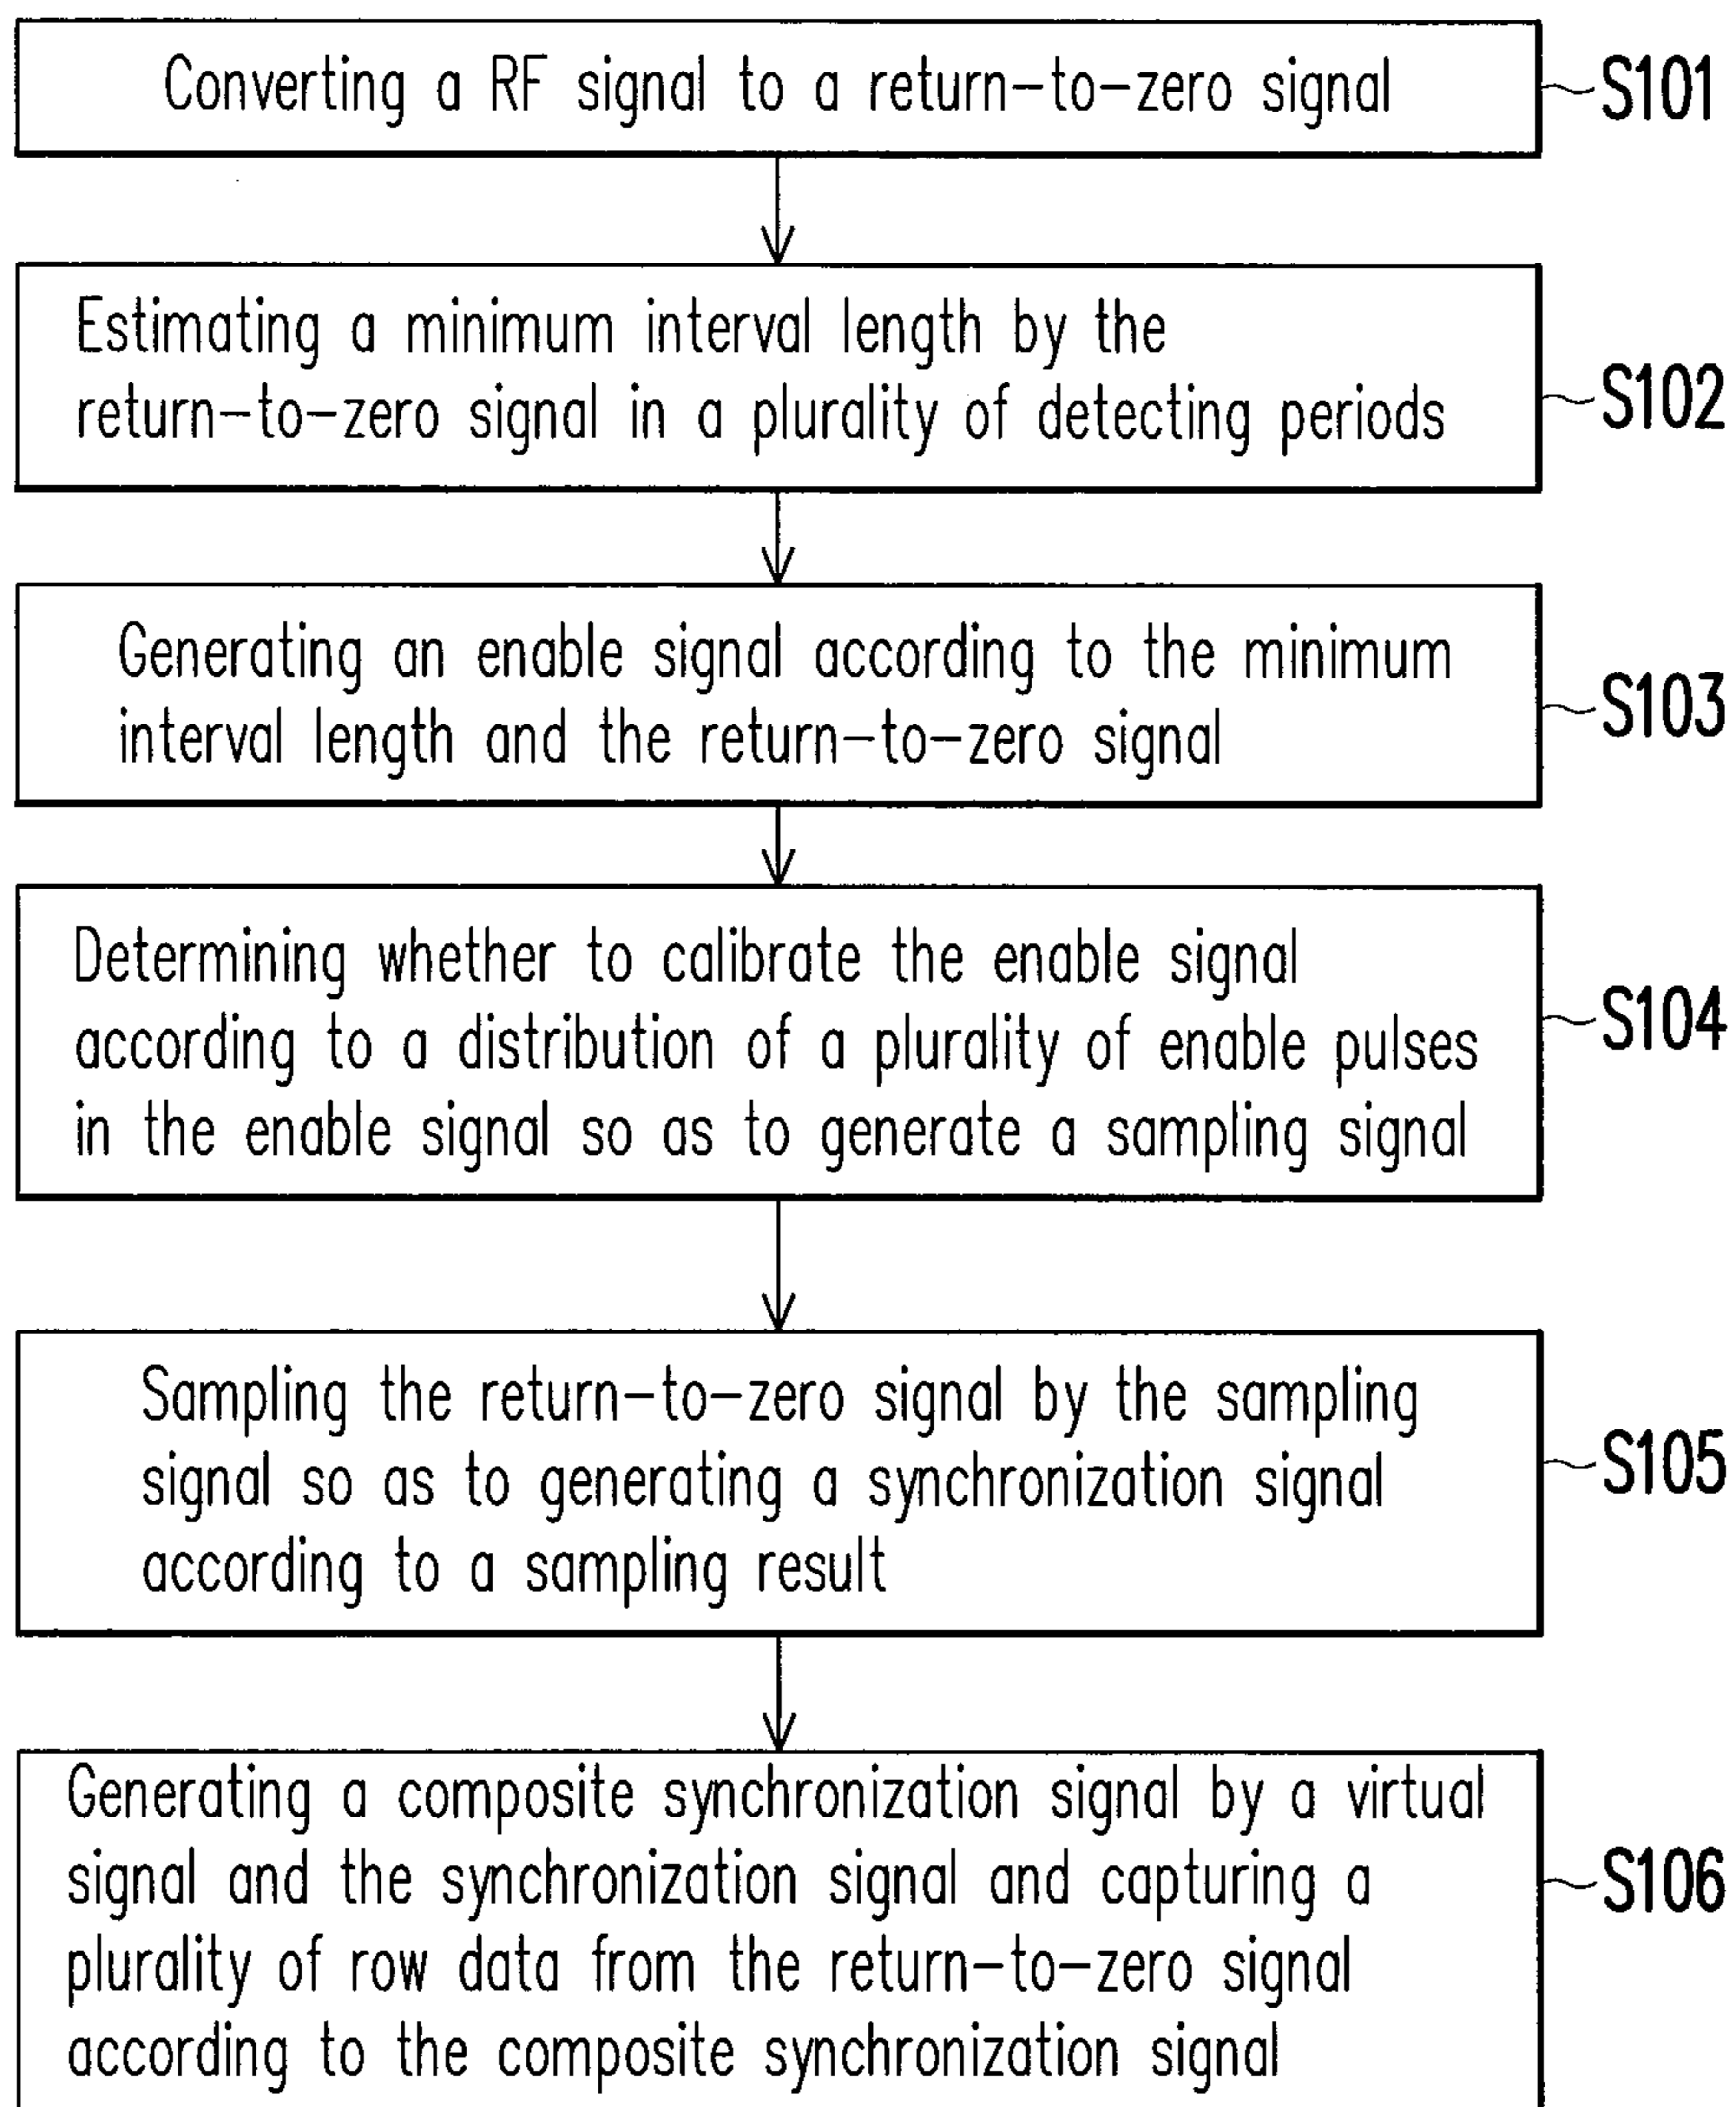 Converting a RF signal to a return-to-zero signal
S101
Estimating a minimum interval length by the
return-to-zero signal in a plurality of detecting periods
S102
Generating an enable signal according to the minimum
interval length and the return-to-zero signal
S103
Determining whether to calibrate the enable signal
according to a distribution of a plurality of enable pulses
in the enable signal so as to generate a sampling signal
S104
Sampling the return-to-zero signal by the sampling
signal so as to generating a synchronization signal
according to a sampling result
S105
Generating a composite synchronization signal by a virtual
signal and the synchronization signal and capturing a
plurality of row data from the return-to-zero signal
according to the composite synchronization signal
S106